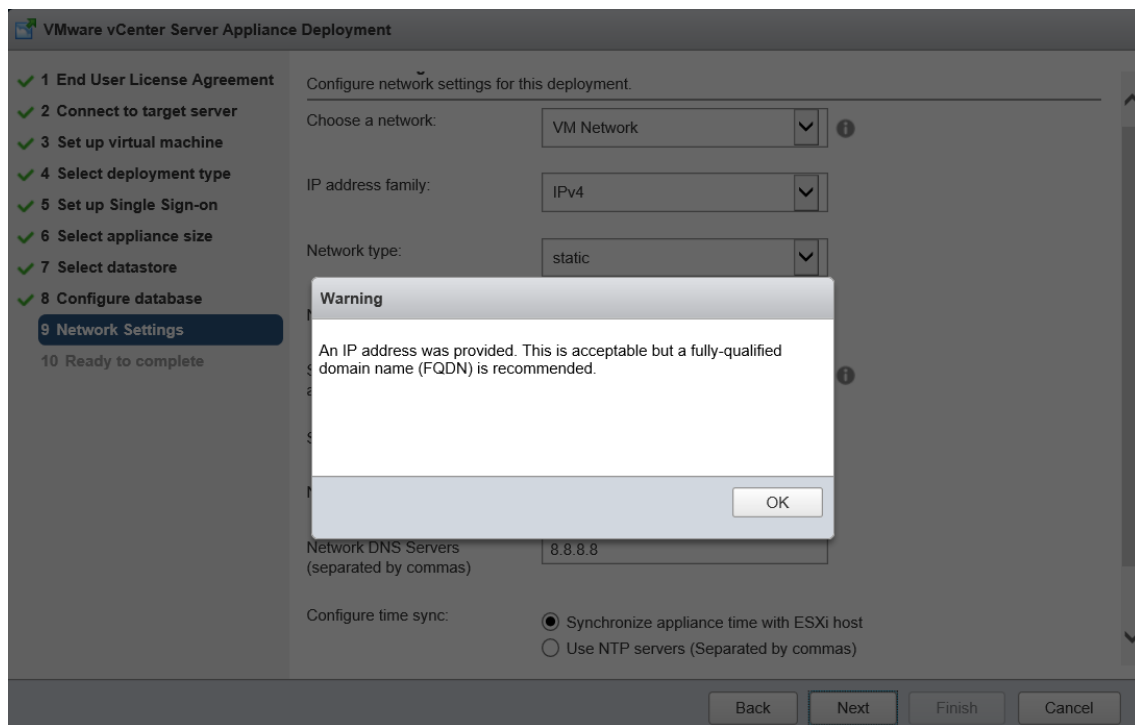 VMware vCenter Server Appliance Deployment
1 End User License Agreement
2 Connect to target server
3 Set up virtual machine
4 Select deployment type
5 Set up Single Sign-on
6 Select appliance size
7 Select datastore
8 Configure database
9 Network Settings
10 Ready to complete
Configure network settings for this deployment.
Choose a network:
VM Network
IP address family:
IPv4
Network type:
static
Warning
An IP address was provided. This is acceptable but a fully-qualified
domain name (FQDN) is recommended.
OK
Network DNS Servers
(separated by commas)
8.8.8.8
Configure time sync:
Synchronize appliance time with ESXi host
Use NTP servers (Separated by commas)
Back
Next
Finish
Cancel